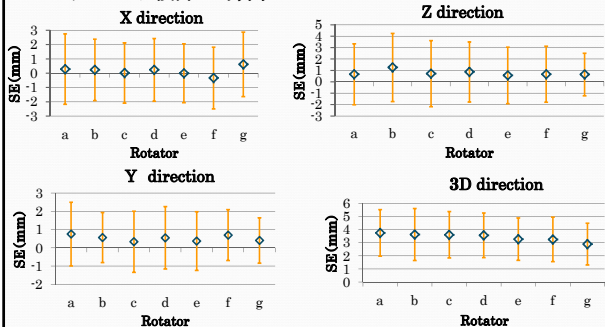 X direction
3
2
1
0
-1
-2
-3
SE(mm)
a b c d e f g
Rotator
Z direction
5
4
3
2
1
0
-1
-2
-3
SE(mm)
a b c d e f g
Rotator
Y direction
3
2
1
0
-1
-2
SE(mm)
a b c d e f g
Rotator
3D direction
6
5
4
3
2
1
0
SE(mm)
a b c d e f g
Rotator